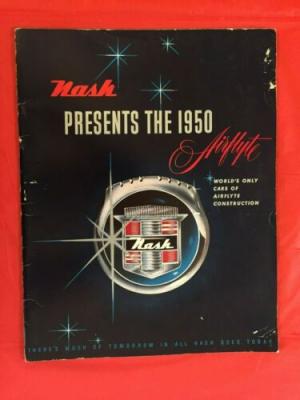 Nash
PRESENTS THE 1950
Airflyte
WORLD'S ONLY
CARS OF
AIRFLYTE
CONSTRUCTION
Nash
THERE'S MUCH OF TOMORROW IN ALL NASH DOES TODAY